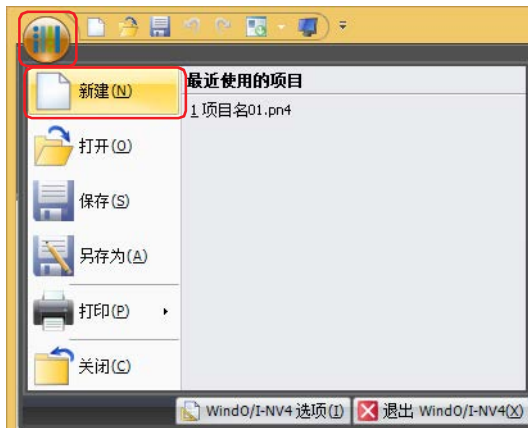 新建(N)
最近使用的项目
1 项目名01.pn4
打开(O)
保存(S)
另存为(A)
打印(P)
关闭(C)
WindO/I-NV4 选项(I)
退出 WindO/I-NV4(X)